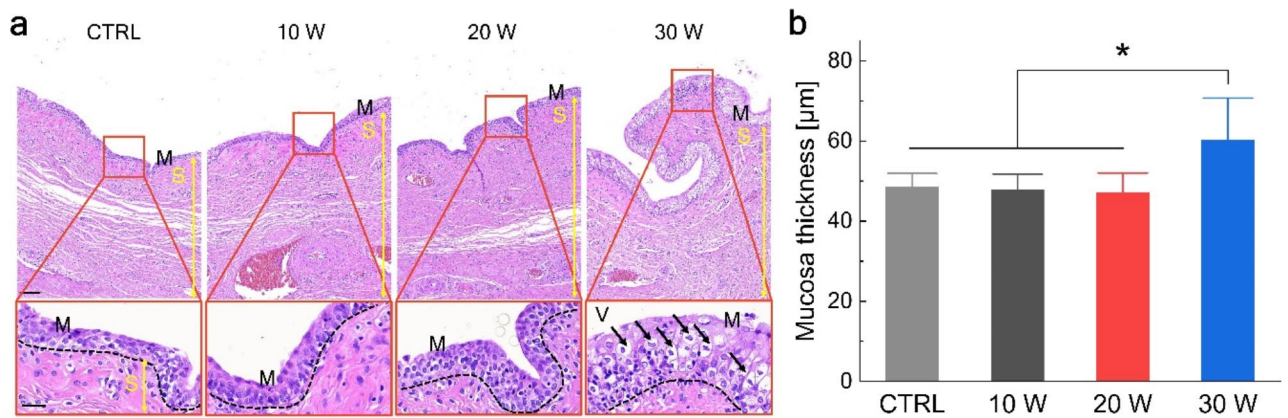 a
CTRL 10 W 20 W 30 W
M S M S M S M S
M S M M V M
b
*
Mucosa thickness [µm]
80
60
40
20
0
CTRL 10 W 20 W 30 W